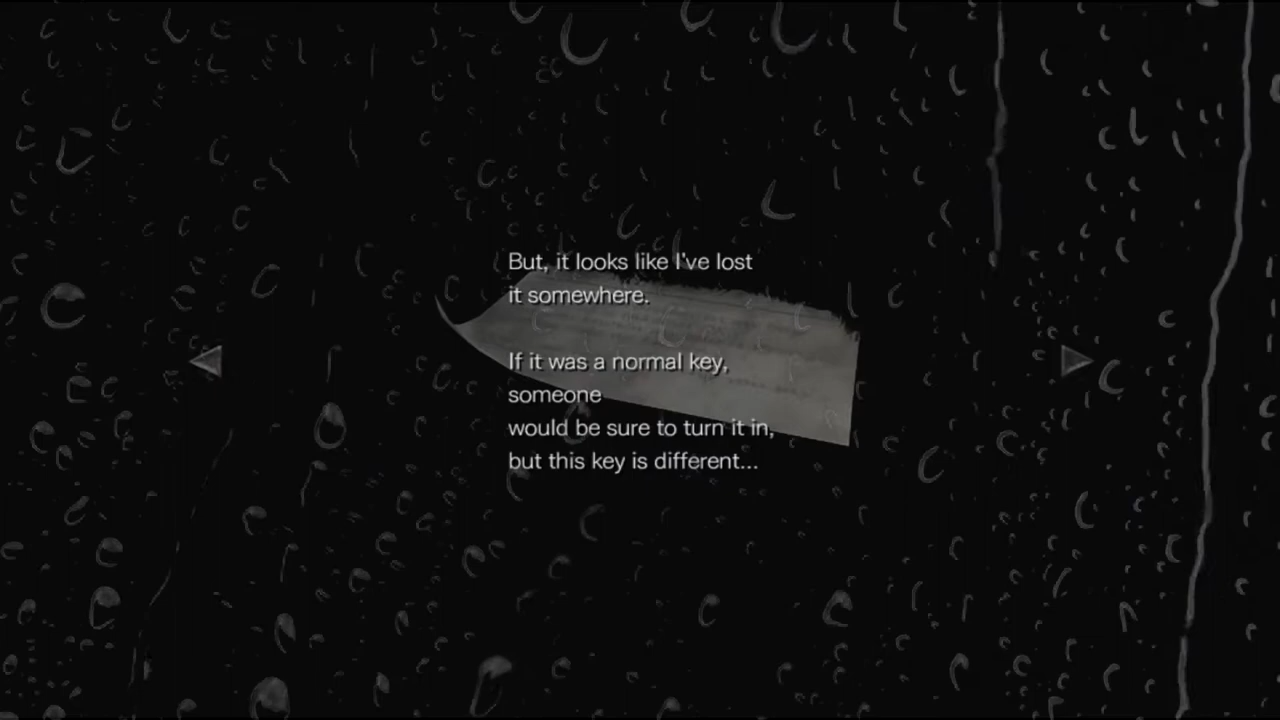 But, it looks like I've lost
it somewhere.
If it was a normal key,
someone
would be sure to turn it in,
but this key is different...